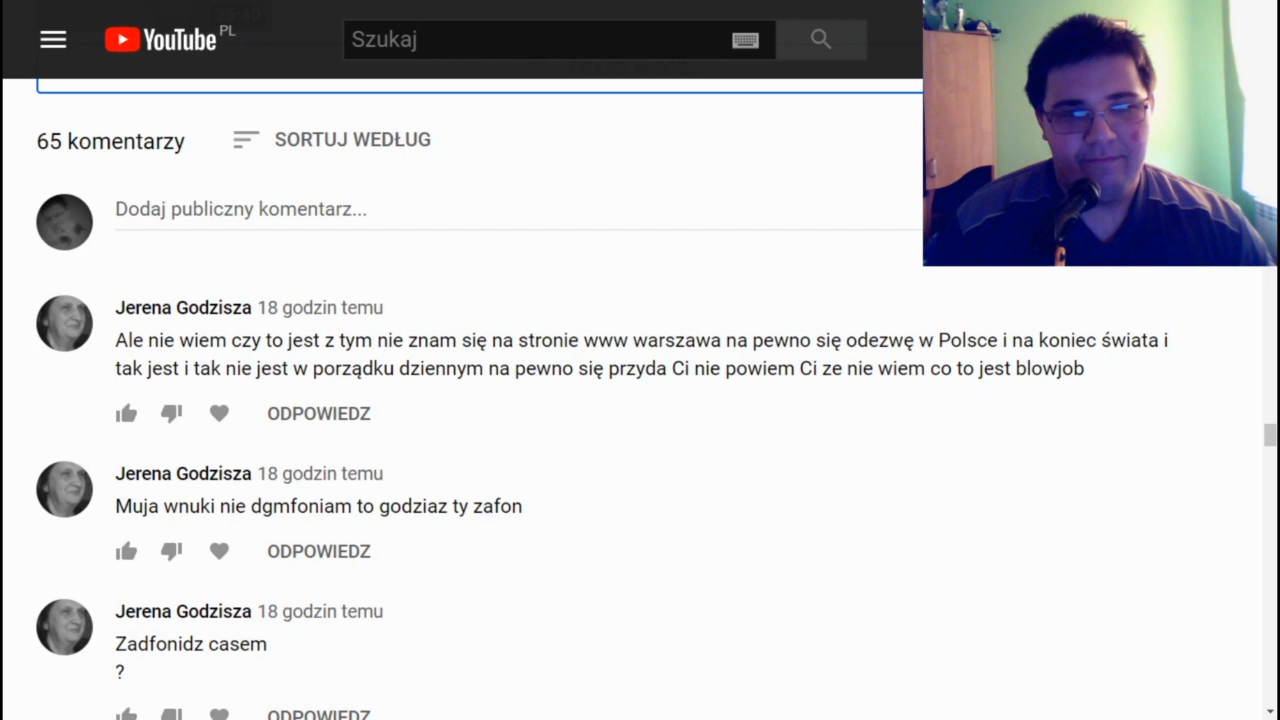 YouTube PL
Szukaj
65 komentarzy
SORTUJ WEDŁUG
Dodaj publiczny komentarz...
Jerena Godzisza 18 godzin temu
Ale nie wiem czy to jest z tym nie znam się na stronie www warszawa na pewno się odezwę w Polsce i na koniec świata i
tak jest i tak nie jest w porządku dziennym na pewno się przyda Ci nie powiem Ci ze nie wiem co to jest blowjob
ODPOWIEDZ
Jerena Godzisza 18 godzin temu
Muja wnuki nie dgmfoniam to godziaz ty zafon
ODPOWIEDZ
Jerena Godzisza 18 godzin temu
Zadfonidz casem
?
ODPOWIEDZ